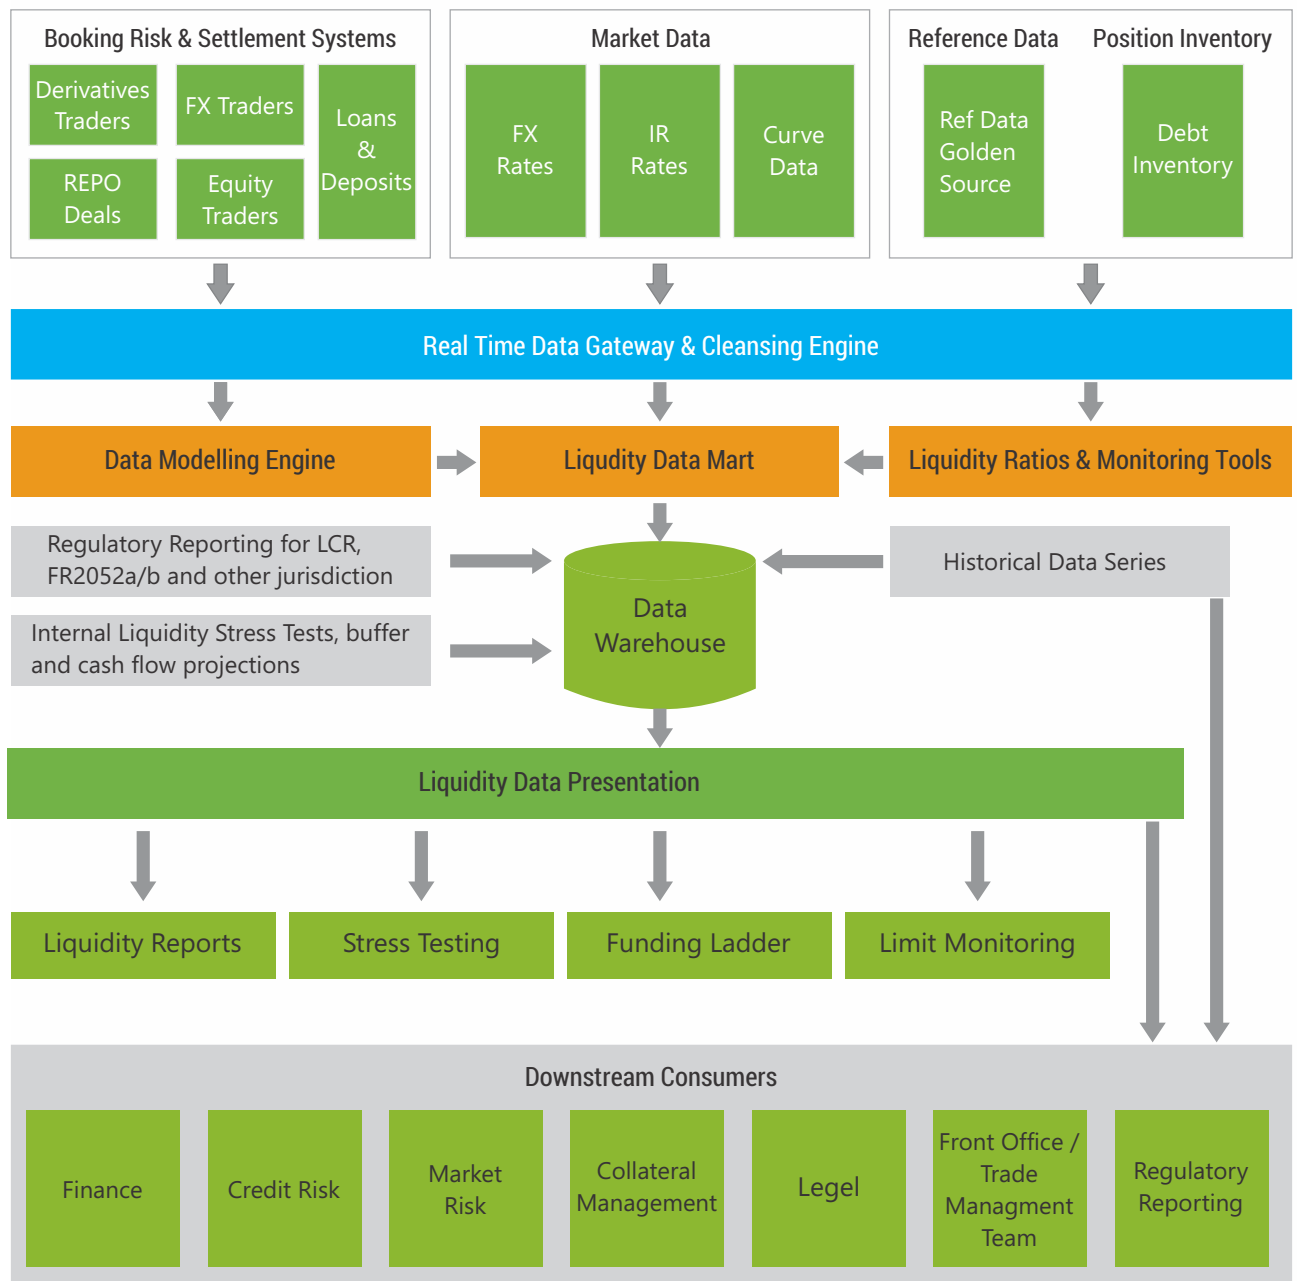 Booking Risk & Settlement Systems
Derivatives
Traders
FX Traders
Loans
&
Deposits
REPO
Deals
Equity
Traders
Market Data
FX
Rates
IR
Rates
Curve
Data
Reference Data
Position Inventory
Ref Data
Golden
Source
Debt
Inventory
Real Time Data Gateway & Cleansing Engine
Data Modelling Engine
Liqudity Data Mart
Liquidity Ratios & Monitoring Tools
Regulatory Reporting for LCR,
FR2052a/b and other jurisdiction
Historical Data Series
Data
Warehouse
Internal Liquidity Stress Tests, buffer
and cash flow projections
Liquidity Data Presentation
Liquidity Reports
Stress Testing
Funding Ladder
Limit Monitoring
Downstream Consumers
Finance
Credit Risk
Market
Risk
Collateral
Management
Legel
Front Office /
Trade
Managment
Team
Regulatory
Reporting